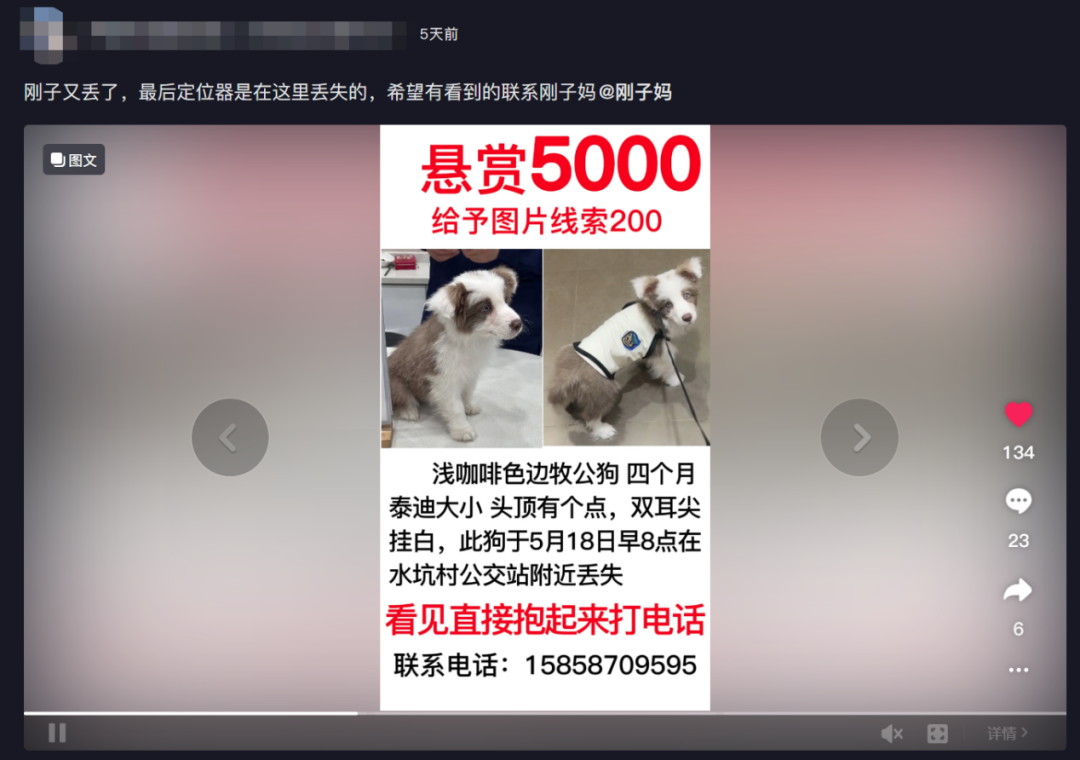 5天前
刚子又丢了，最后定位器是在这里丢失的，希望有看到的联系刚子妈@刚子妈
图文
悬赏5000
给予图片线索200
浅咖啡色边牧公狗 四个月
泰迪大小 头顶有个点，双耳尖
挂白，此狗于5月18日早8点在
水坑村公交站附近丢失
看见直接抱起来打电话
联系电话：15858709595
134
23
6
详情